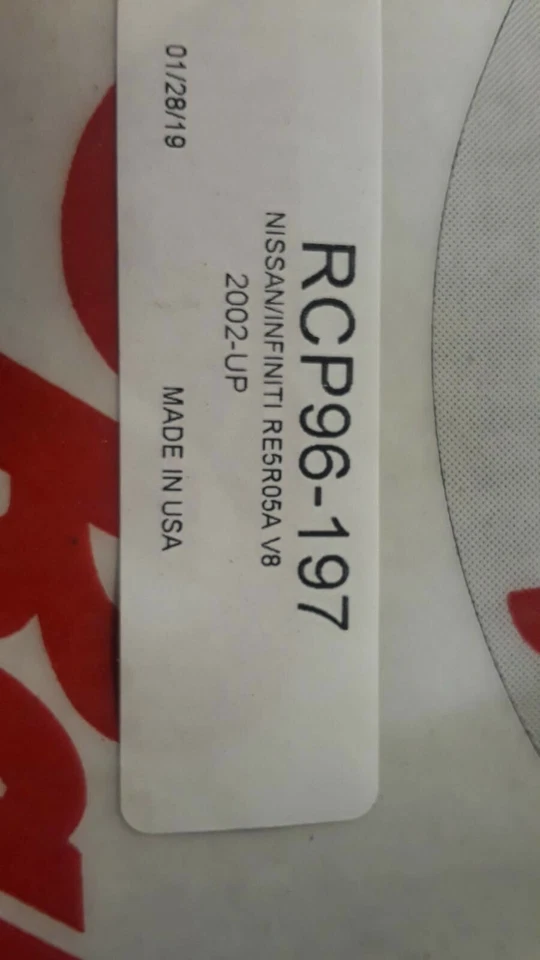 RCP96-197
NISSAN/INFINITI RE5R05A V8
2002-UP
01/28/19 MADE IN USA